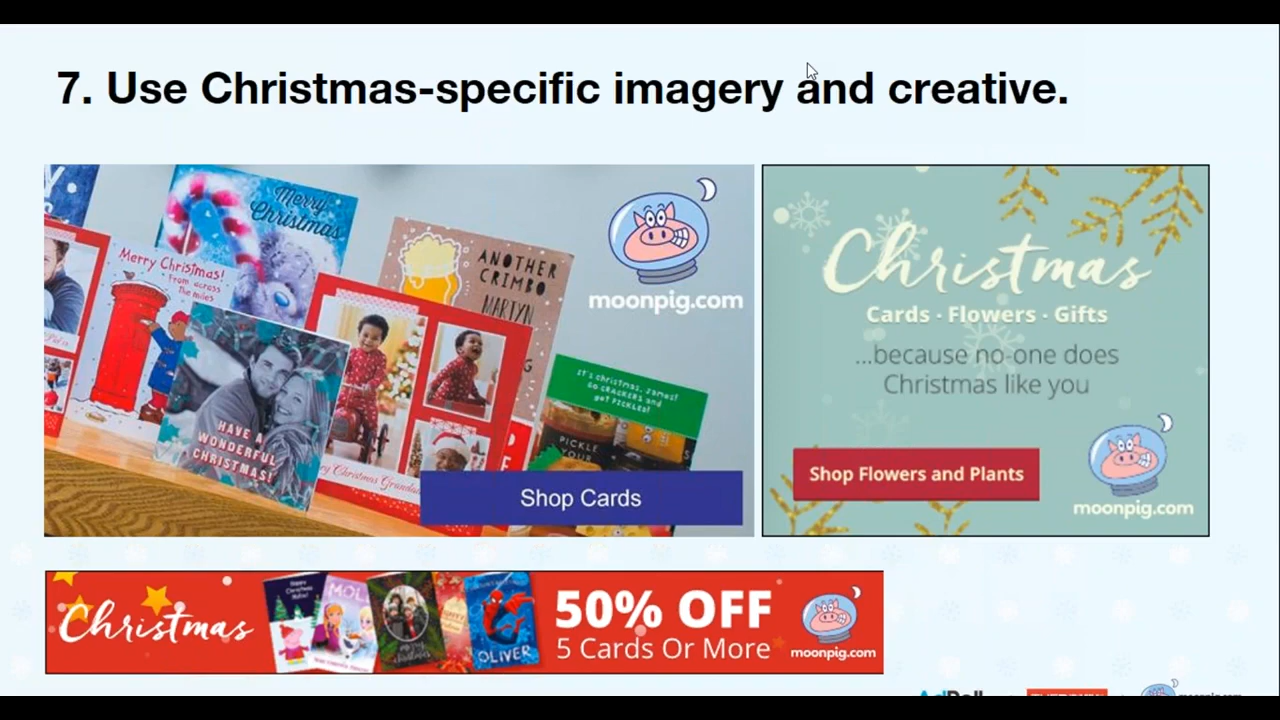 7. Use Christmas-specific imagery and creative.
Merry
Christmas
Merry Christmas!
From across
the miles
ANOTHER
CRIMBO
MARTYN
HAVE A
WONDERFUL
CHRISTMAS!
It's christmas, James!
Go CRACKERS and
get PICKLED!
PICKLE
YOUR
Christmas
moonpig.com
Shop Cards
Christmas
Cards · Flowers · Gifts
...because no-one does
Christmas like you
Shop Flowers and Plants
moonpig.com
Christmas
OLIVER
50% OFF
5 Cards Or More
moonpig.com